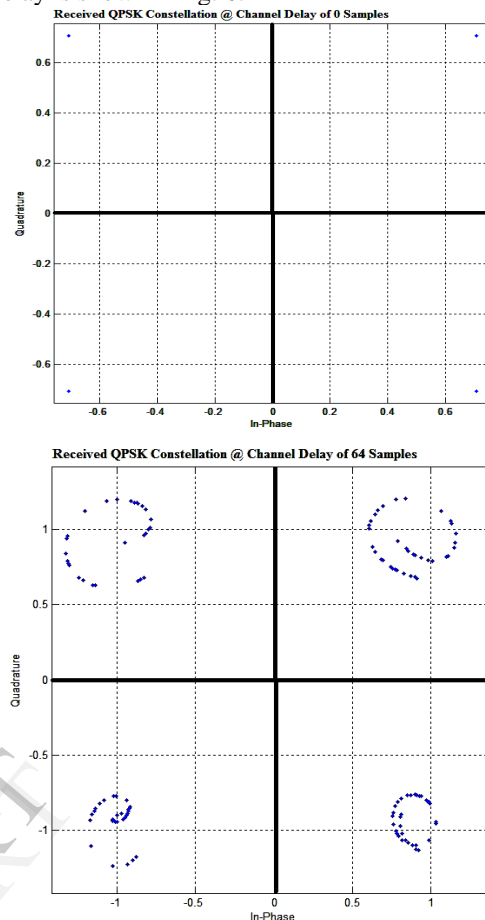 Received QPSK Constellation @ Channel Delay of 0 Samples
0.6
0.4
0.2
0
-0.2
-0.4
-0.6
Quadrature
-0.6 -0.4 -0.2 0 0.2 0.4 0.6
In-Phase
Received QPSK Constellation @ Channel Delay of 64 Samples
1
0.5
0
-0.5
-1
Quadrature
-1 -0.5 0 0.5 1
In-Phase